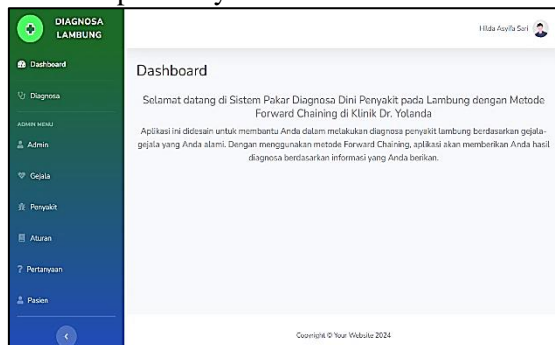 DIAGNOSA
LAMBUNG
Hilda Asyifa Sari
Dashboard
Diagnosa
ADMIN MENU
Admin
Gejala
Penyakit
Aturan
Pertanyaan
Pasien
Dashboard
Selamat datang di Sistem Pakar Diagnosa Dini Penyakit pada Lambung dengan Metode
Forward Chaining di Klinik Dr. Yolanda
Aplikasi ini didesain untuk membantu Anda dalam melakukan diagnosa penyakit lambung berdasarkan gejala-
gejala yang Anda alami. Dengan menggunakan metode Forward Chaining, aplikasi akan memberikan Anda hasil
diagnosa berdasarkan informasi yang Anda berikan.
Copyright © Your Website 2024